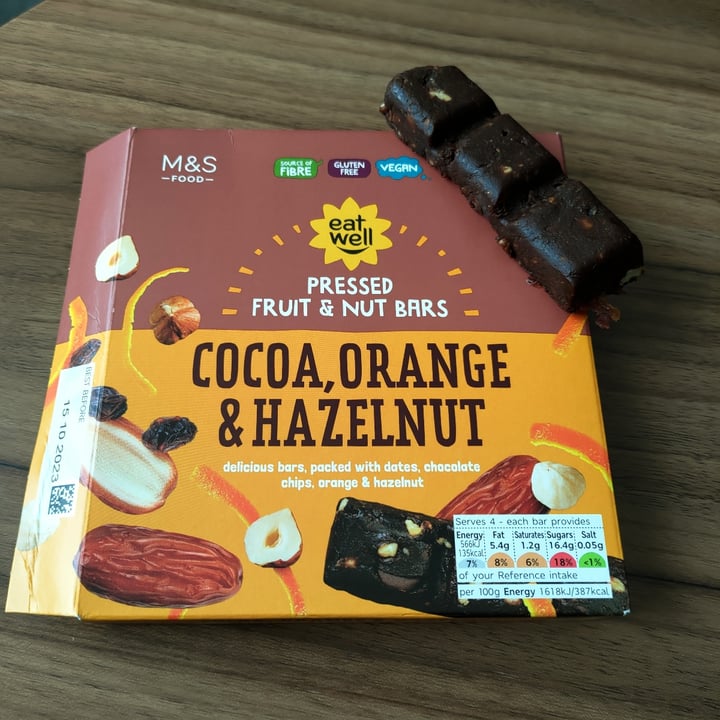 M&S
FOOD
SOURCE OF
FIBRE
GLUTEN
FREE
VEGAN
eat
well
PRESSED
FRUIT & NUT BARS
COCOA, ORANGE
& HAZELNUT
delicious bars, packed with dates, chocolate
chips, orange & hazelnut
BEST BEFORE
15 10 2023
Serves 4 - each bar provides
Energy Fat Saturates Sugars Salt
566kJ 5.4g 1.2g 16.4g 0.05g
135kcal
7% 8% 6% 18% <1%
of your Reference intake
per 100g Energy 1618kJ/387kcal